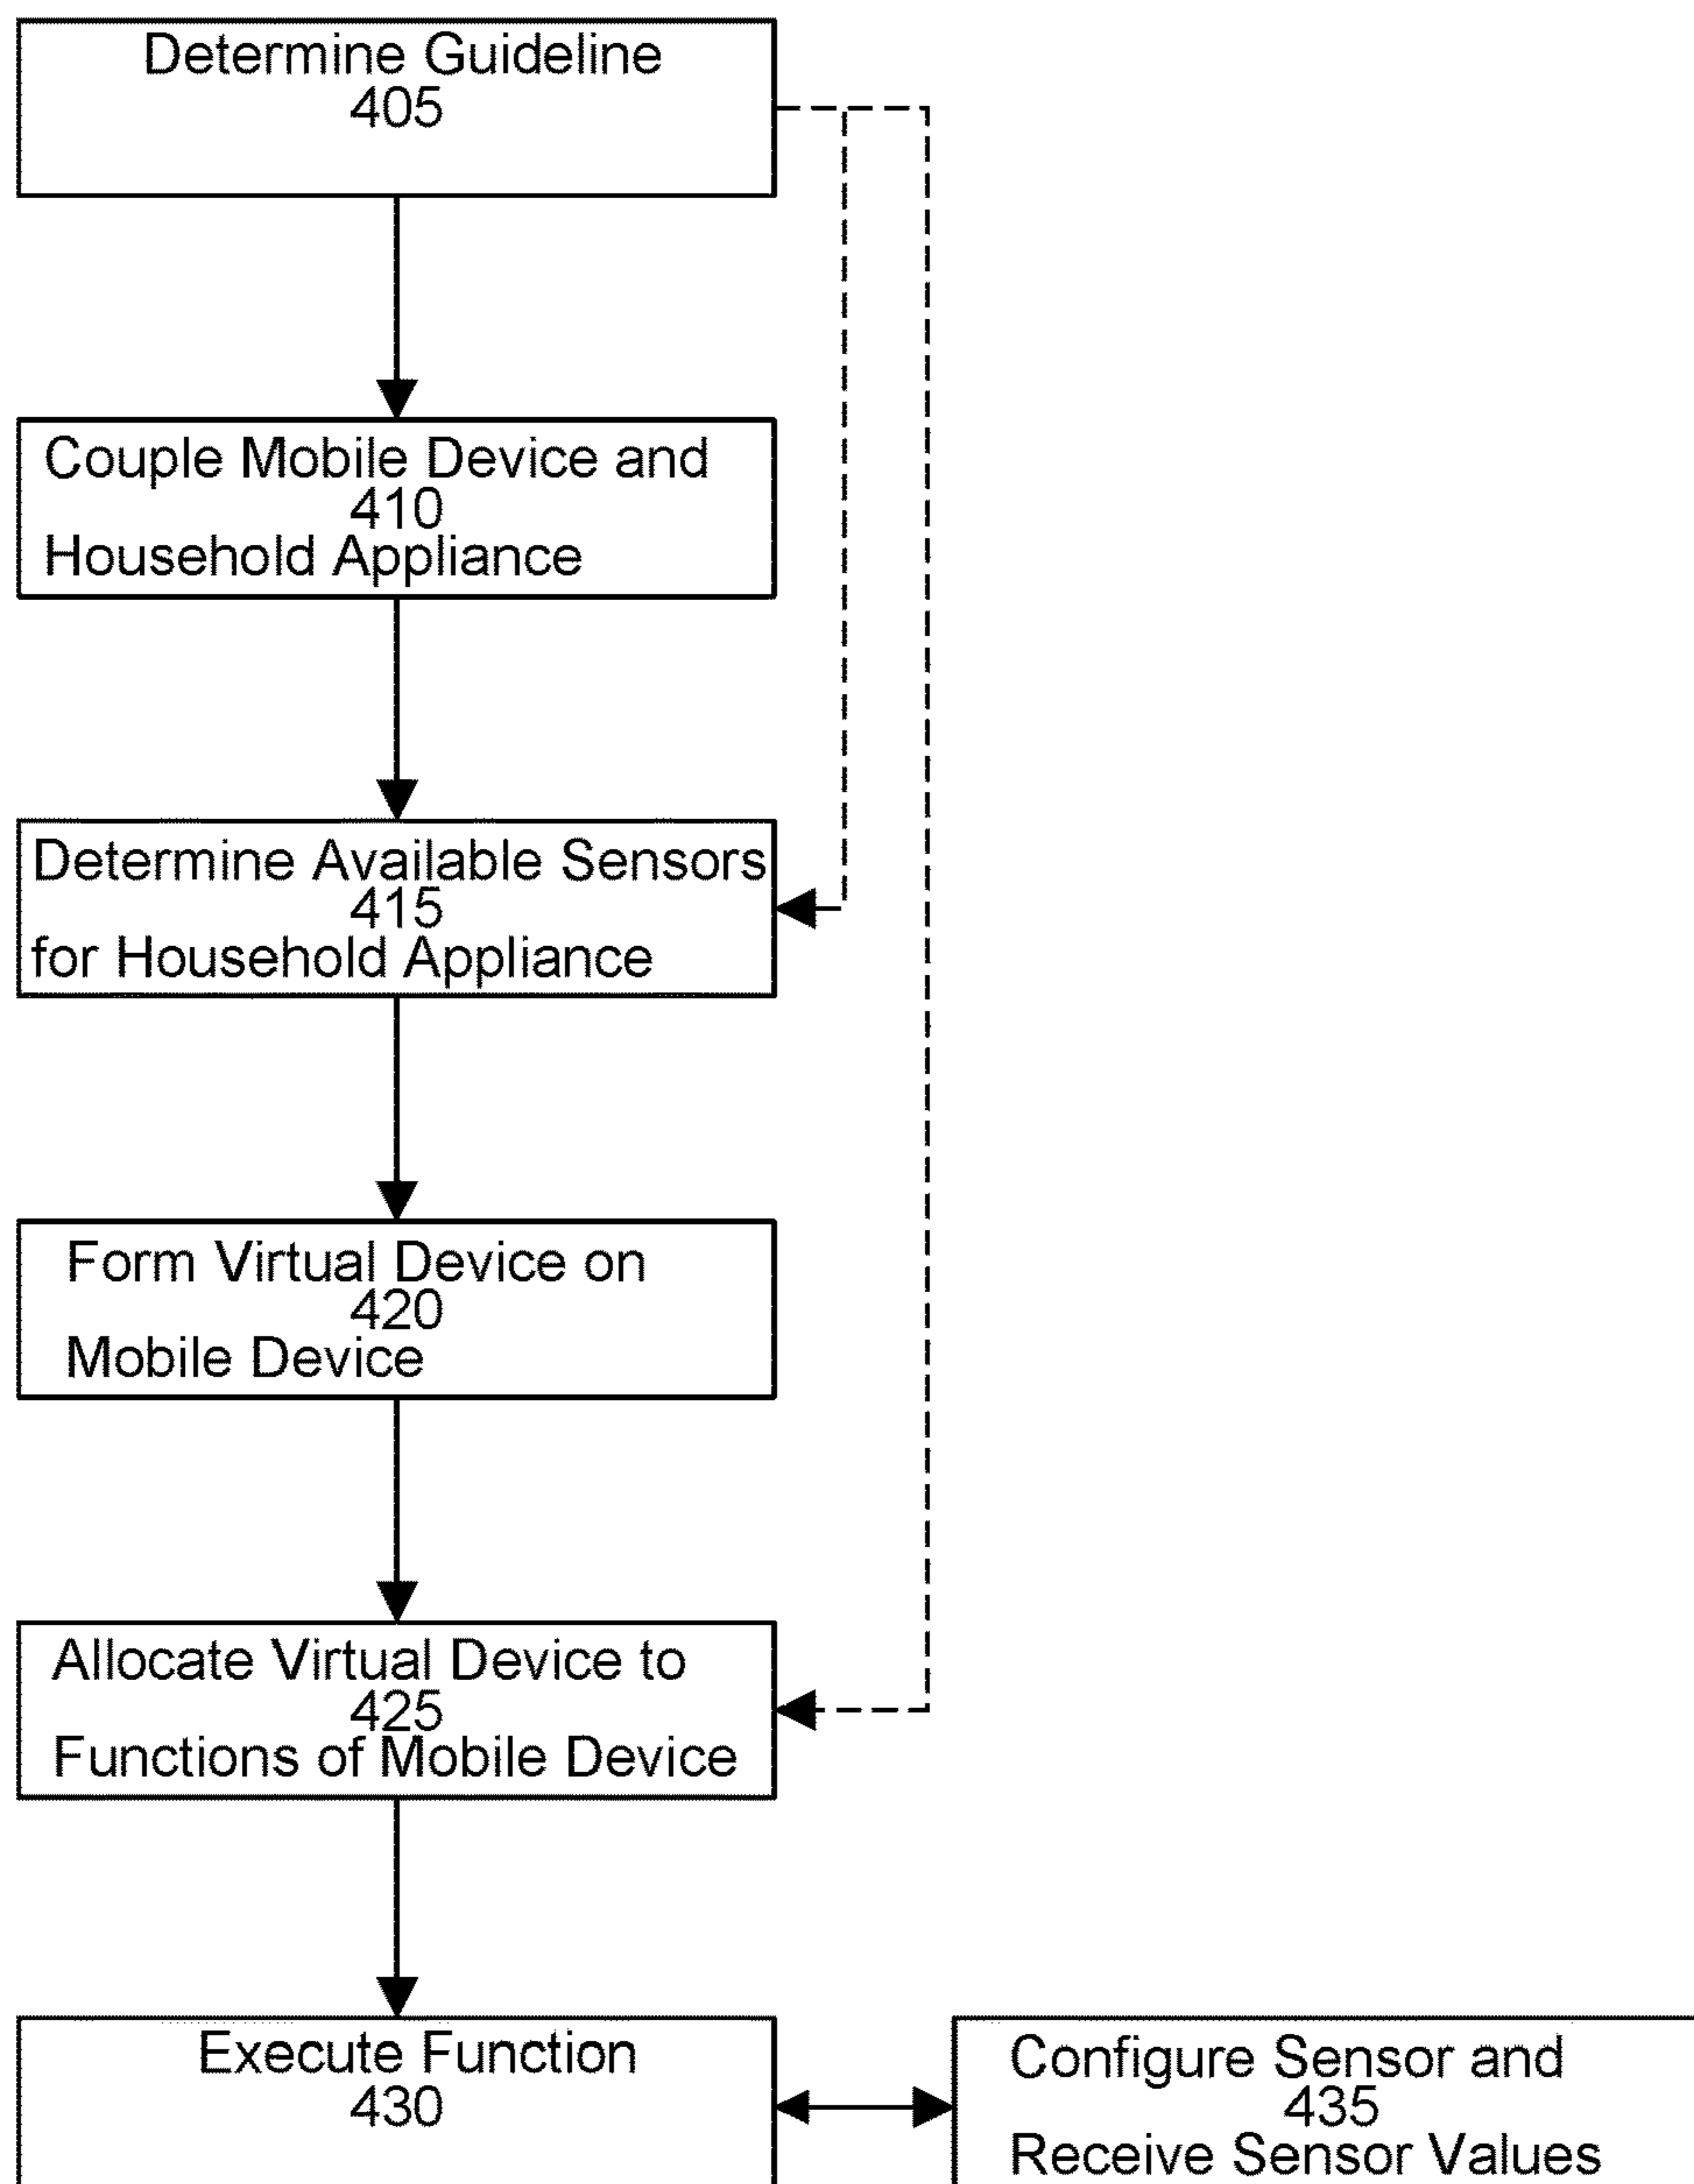 Determine Guideline
405
Couple Mobile Device and
410
Household Appliance
Determine Available Sensors
415
for Household Appliance
Form Virtual Device on
420
Mobile Device
Allocate Virtual Device to
425
Functions of Mobile Device
Execute Function
430
Configure Sensor and
435
Receive Sensor Values